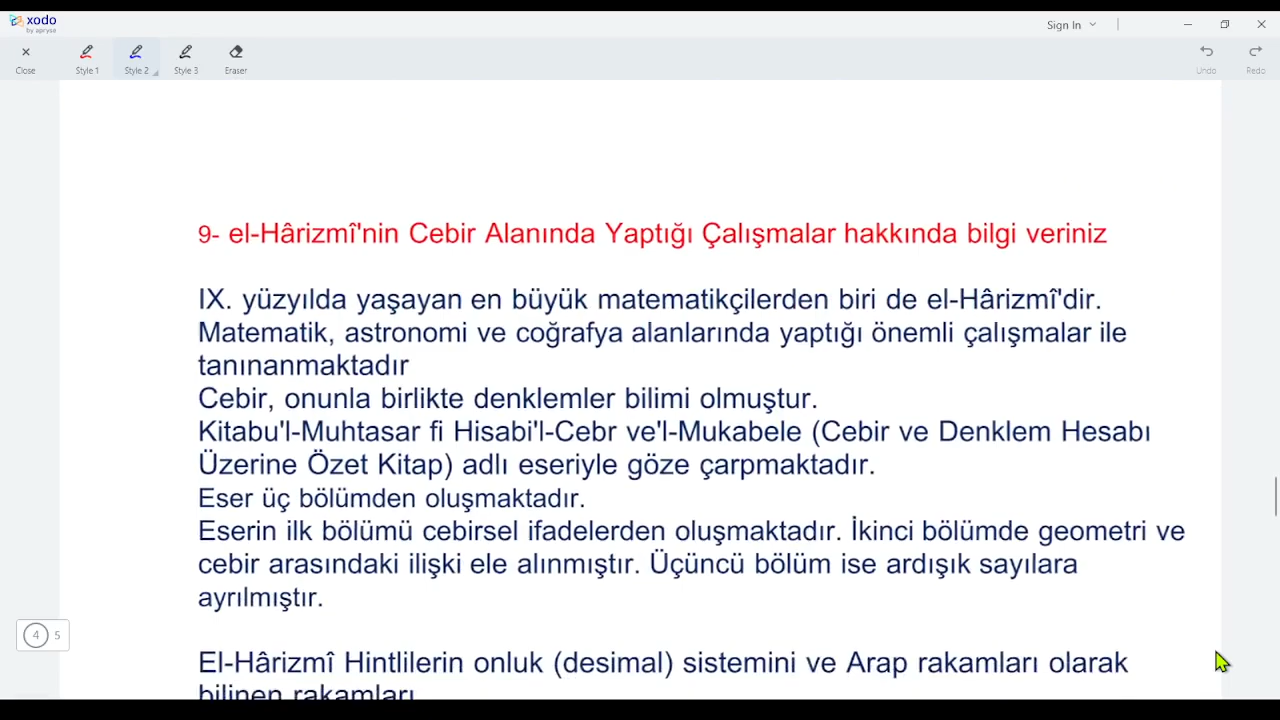 xodo
by apryse
Sign In
Close
Style 1
Style 2
Style 3
Eraser
Undo
Redo
9- el-Hârizmî'nin Cebir Alanında Yaptığı Çalışmalar hakkında bilgi veriniz
IX. yüzyılda yaşayan en büyük matematikçilerden biri de el-Hârizmî'dir.
Matematik, astronomi ve coğrafya alanlarında yaptığı önemli çalışmalar ile
tanınanmaktadır
Cebir, onunla birlikte denklemler bilimi olmuştur.
Kitabu'l-Muhtasar fi Hisabi'l-Cebr ve'l-Mukabele (Cebir ve Denklem Hesabı
Üzerine Özet Kitap) adlı eseriyle göze çarpmaktadır.
Eser üç bölümden oluşmaktadır.
Eserin ilk bölümü cebirsel ifadelerden oluşmaktadır. İkinci bölümde geometri ve
cebir arasındaki ilişki ele alınmıştır. Üçüncü bölüm ise ardışık sayılara
ayrılmıştır.
4 5
El-Hârizmî Hintlilerin onluk (desimal) sistemini ve Arap rakamları olarak
bilinen rakamları